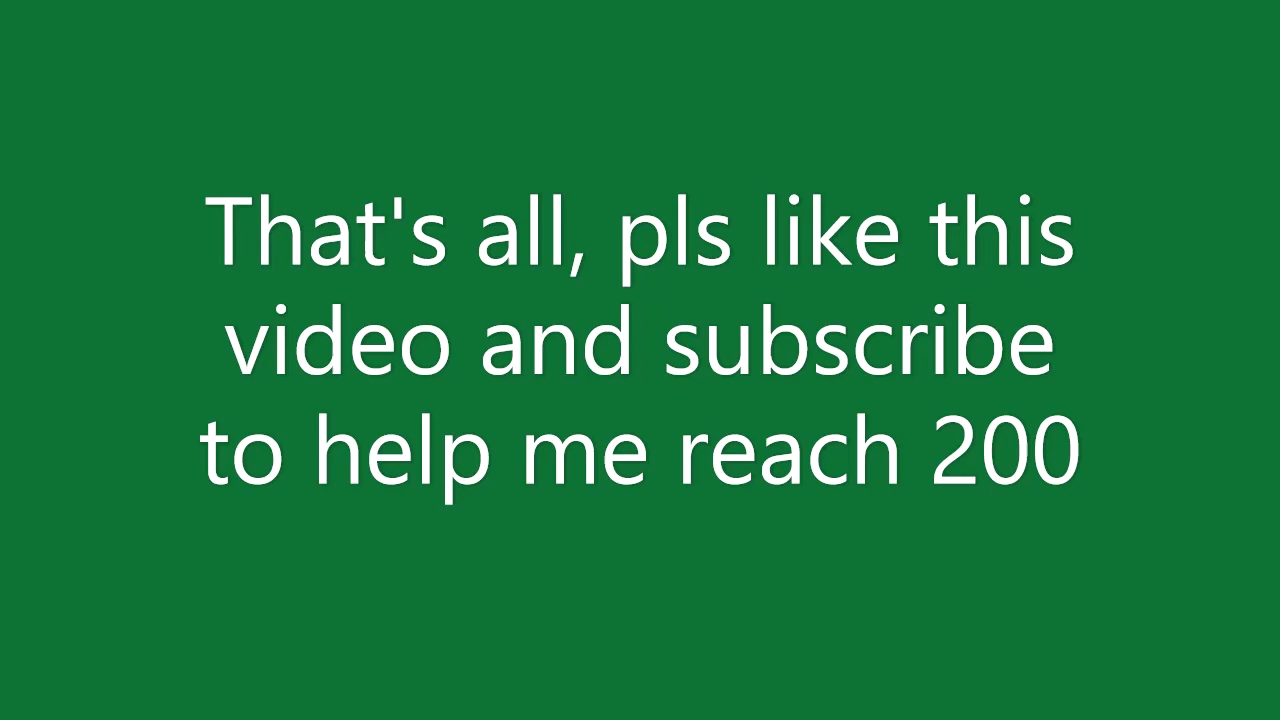 That's all, pls like this
video and subscribe
to help me reach 200